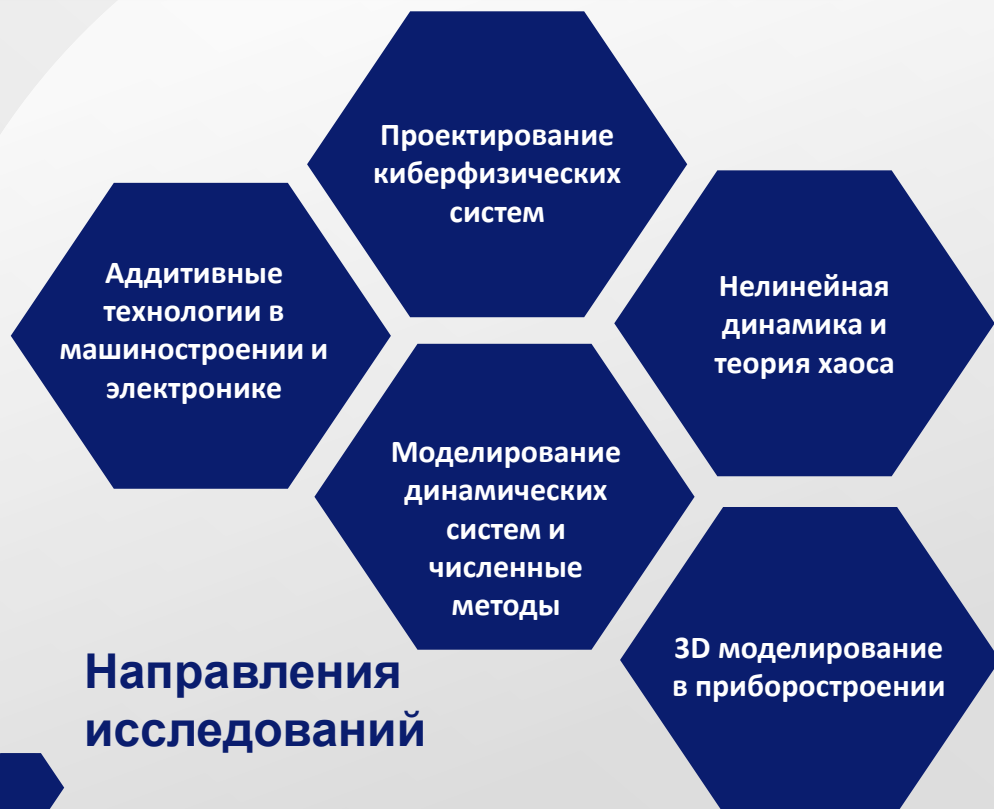 Проектирование
киберфизических
систем
Аддитивные
технологии в
машиностроении и
электронике
Нелинейная
динамика и
теория хаоса
Моделирование
динамических
систем и
численные
методы
3D моделирование
в приборостроении
Направления
исследований